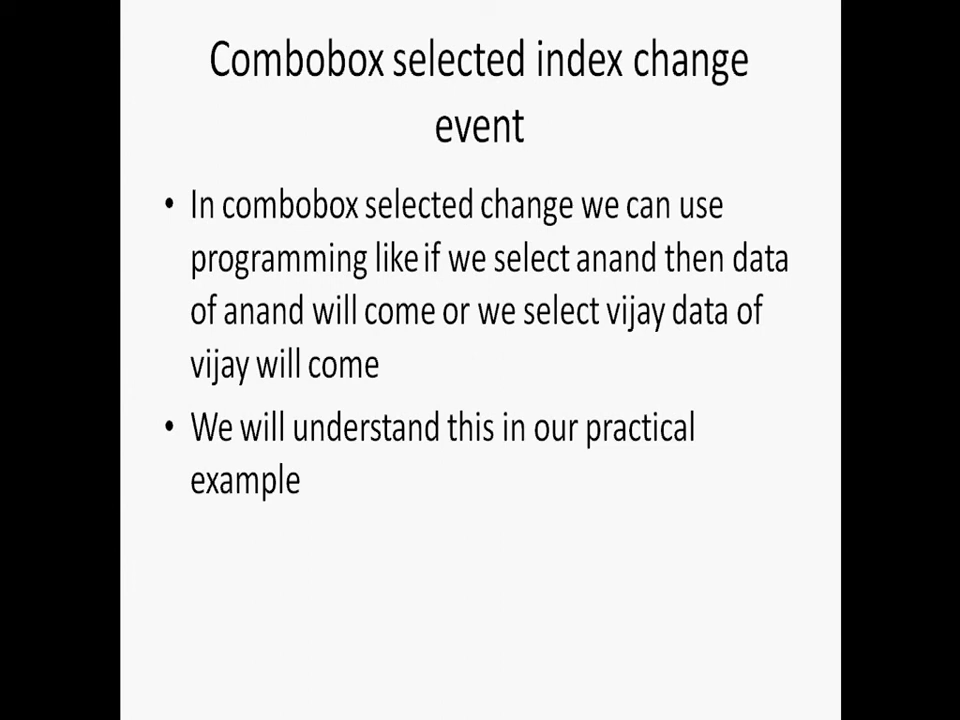 Combobox selected index change
event
• In combobox selected change we can use
programming like if we select anand then data
of anand will come or we select vijay data of
vijay will come
• We will understand this in our practical
example